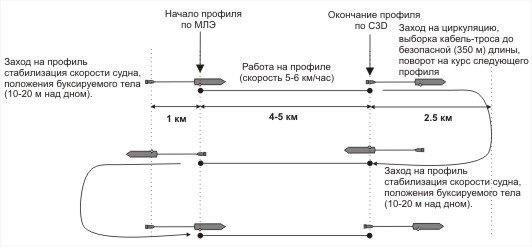 Начало профиля
по МЛЭ
Окончание профиля
по C3D
Заход на циркуляцию,
выборка кабель-троса до
безопасной (350 м) длины,
поворот на курс следующего
профиля
Заход на профиль
стабилизация скорости судна,
положения буксируемого тела
(10-20 м над дном).
Работа на профиле
(скорость 5-6 км/час)
1 км
4-5 км
2.5 км
Заход на профиль
стабилизация скорости судна,
положения буксируемого тела
(10-20 м над дном).